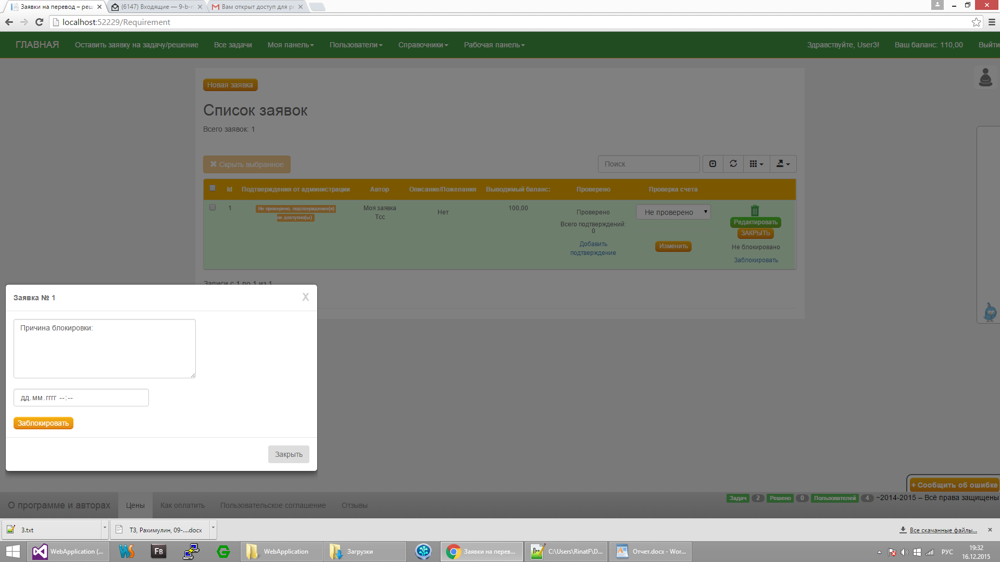 Заявки на перевод – реш
(6147) Входящие — 9-b-r
Вам открыт доступ для ре
localhost:52229/Requirement
ГЛАВНАЯ
Оставить заявку на задачу/решение
Все задачи
Моя панель
Пользователи
Справочники
Рабочая панель
Здравствуйте, User3!
Ваш баланс: 110,00
Выйти
Новая заявка
Список заявок
Всего заявок: 1
Скрыть выбранное
Поиск
Id
Подтверждения от администрации
Автор
Описание/Пожелания
Выводимый баланс:
Проверено
Проверка счета
1
Не проверено, подтверждение(я)
не доступно(ы)
Моя заявка
Тсс
Нет
100,00
Проверено
Всего подтверждений:
0
Добавить
подтверждение
Не проверено
Изменить
Редактировать
ЗАКРЫТЬ
Не блокировано
Заблокировать
Записи с 1 по 1 из 1
Заявка № 1
X
Причина блокировки:
дд.мм.гггг --:--
Заблокировать
Закрыть
+ Сообщить об ошибке
О программе и авторах
Цены
Как оплатить
Пользовательское соглашение
Отзывы
Задач 2 Решено 0 Пользователей 4 ~2014-2015 – Всё права защищены
3.txt
ТЗ, Рахимулин, 09-....docx
Все скачанные файлы...
WebApplication (...
WS
FB
WebApplication
Загрузки
Заявки на перев...
C:\Users\RinatF\D...
Отчет.docx - Wor...
РУС
19:32
16.12.2015